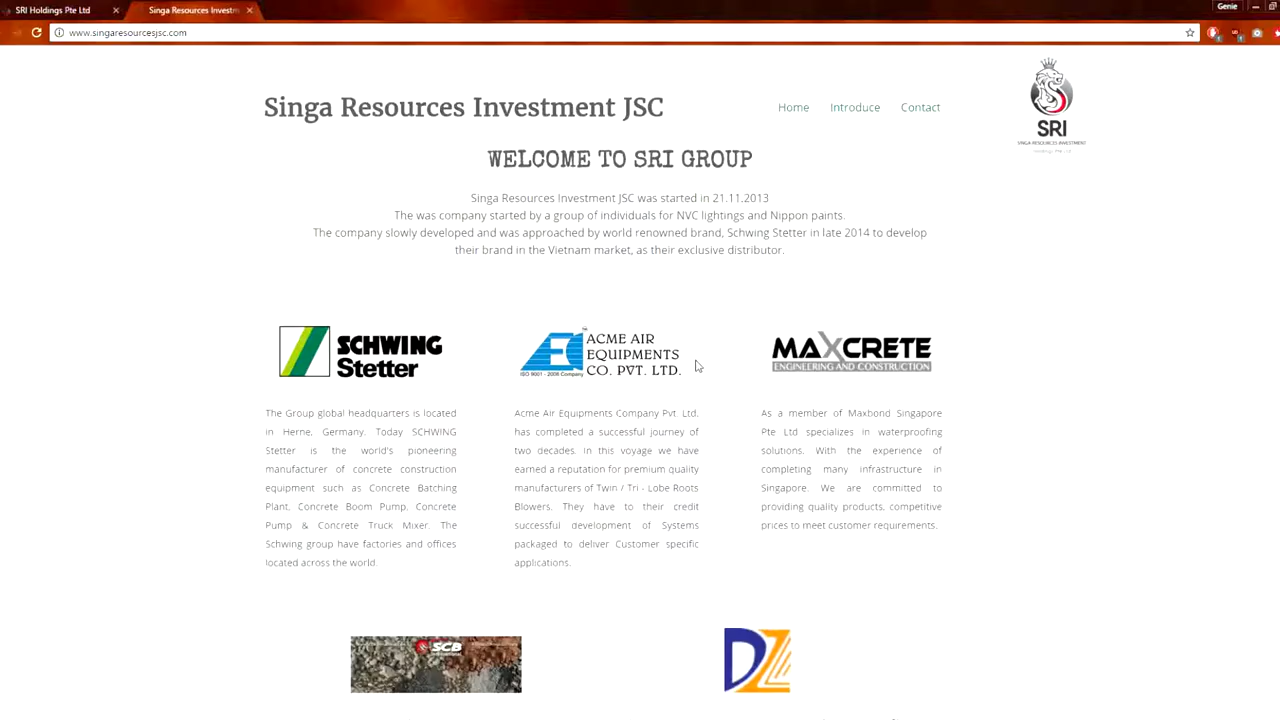 SRI Holdings Pte Ltd
Singa Resources Investm
Genie
www.singaresourcesjsc.com
Singa Resources Investment JSC
Home Introduce Contact
SRI
SINGA RESOURCES INVESTMENT
Holdings Pte Ltd
WELCOME TO SRI GROUP
Singa Resources Investment JSC was started in 21.11.2013
The was company started by a group of individuals for NVC lightings and Nippon paints.
The company slowly developed and was approached by world renowned brand, Schwing Stetter in late 2014 to develop
their brand in the Vietnam market, as their exclusive distributor.
SCHWING
Stetter
ACME AIR
EQUIPMENTS
CO. PVT. LTD.
ISO 9001 - 2008 Company
MAXCRETE
ENGINEERING AND CONSTRUCTION
The Group global headquarters is located
in Herne, Germany. Today SCHWING
Stetter is the world's pioneering
manufacturer of concrete construction
equipment such as Concrete Batching
Plant, Concrete Boom Pump, Concrete
Pump & Concrete Truck Mixer. The
Schwing group have factories and offices
located across the world.
Acme Air Equipments Company Pvt. Ltd.
has completed a successful journey of
two decades. In this voyage we have
earned a reputation for premium quality
manufacturers of Twin / Tri - Lobe Roots
Blowers. They have to their credit
successful development of Systems
packaged to deliver Customer specific
applications.
As a member of Maxbond Singapore
Pte Ltd specializes in waterproofing
solutions. With the experience of
completing many infrastructure in
Singapore. We are committed to
providing quality products, competitive
prices to meet customer requirements.
SCB
DZ